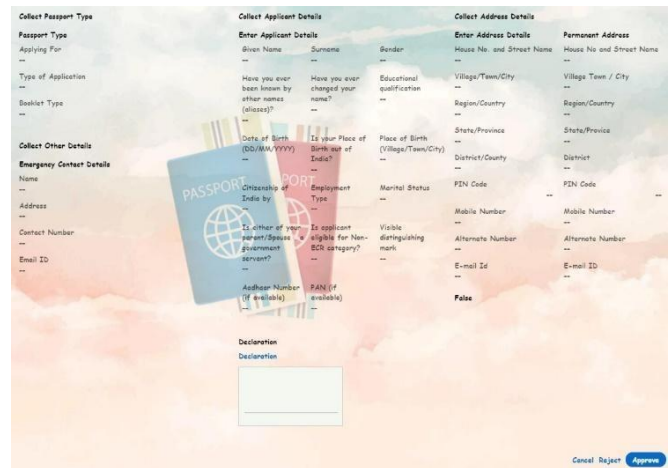 Collect Passport Type
Passport Type
Applying For
--
Type of Application
--
Booklet Type
--
Collect Other Details
Emergency Contact Details
Name
--
Address
--
Contact Number
--
Email ID
--
Collect Applicant Details
Enter Applicant Details
Given Name Surname Gender
-- -- --
Have you ever been known by other names (aliases)?
--
Have you ever changed your name?
--
Educational qualification
--
Date of Birth (DD/MM/YYYY)
--
Is your Place of Birth out of India?
--
Place of Birth (Village/Town/City)
--
Citizenship of India by
--
Employment Type
--
Marital Status
--
Is either of your parent/Spouse a government servant?
--
Is applicant eligible for Non-ECR category?
--
Visible distinguishing mark
--
Aadhaar Number (if available)
--
PAN (if available)
--
PASSPORT
PORT
Declaration
Declaration
Collect Address Details
Enter Address Details
House No. and Street Name
--
Village/Town/City
--
Region/Country
--
State/Province
--
District/County
--
PIN Code
--
Mobile Number
--
Alternate Number
--
E-mail Id
--
False
Permanent Address
House No and Street Name
--
Village Town / City
--
Region/Country
--
State/Provice
--
District
--
PIN Code
--
Mobile Number
--
Alternate Number
--
E-mail ID
--
Cancel Reject Approve